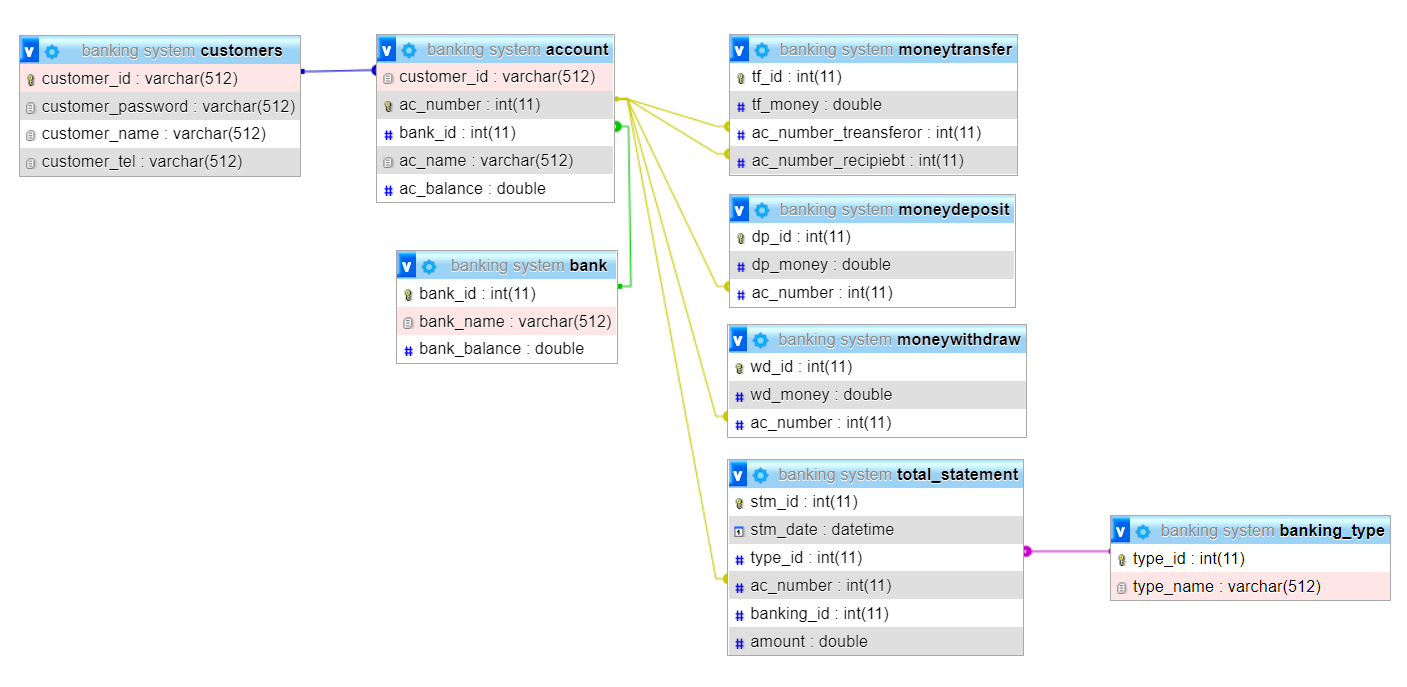 v banking system customers
customer_id : varchar(512)
customer_password : varchar(512)
customer_name : varchar(512)
customer_tel : varchar(512)
v banking system account
customer_id : varchar(512)
ac_number : int(11)
# bank_id : int(11)
ac_name : varchar(512)
# ac_balance : double
v banking system bank
bank_id : int(11)
bank_name : varchar(512)
# bank_balance : double
v banking system moneytransfer
tf_id : int(11)
# tf_money : double
# ac_number_treansferor : int(11)
# ac_number_recipiebt : int(11)
v banking system moneydeposit
dp_id : int(11)
# dp_money : double
# ac_number : int(11)
v banking system moneywithdraw
wd_id : int(11)
# wd_money : double
# ac_number : int(11)
v banking system total_statement
stm_id : int(11)
stm_date : datetime
# type_id : int(11)
# ac_number : int(11)
# banking_id : int(11)
# amount : double
v banking system banking_type
type_id : int(11)
type_name : varchar(512)